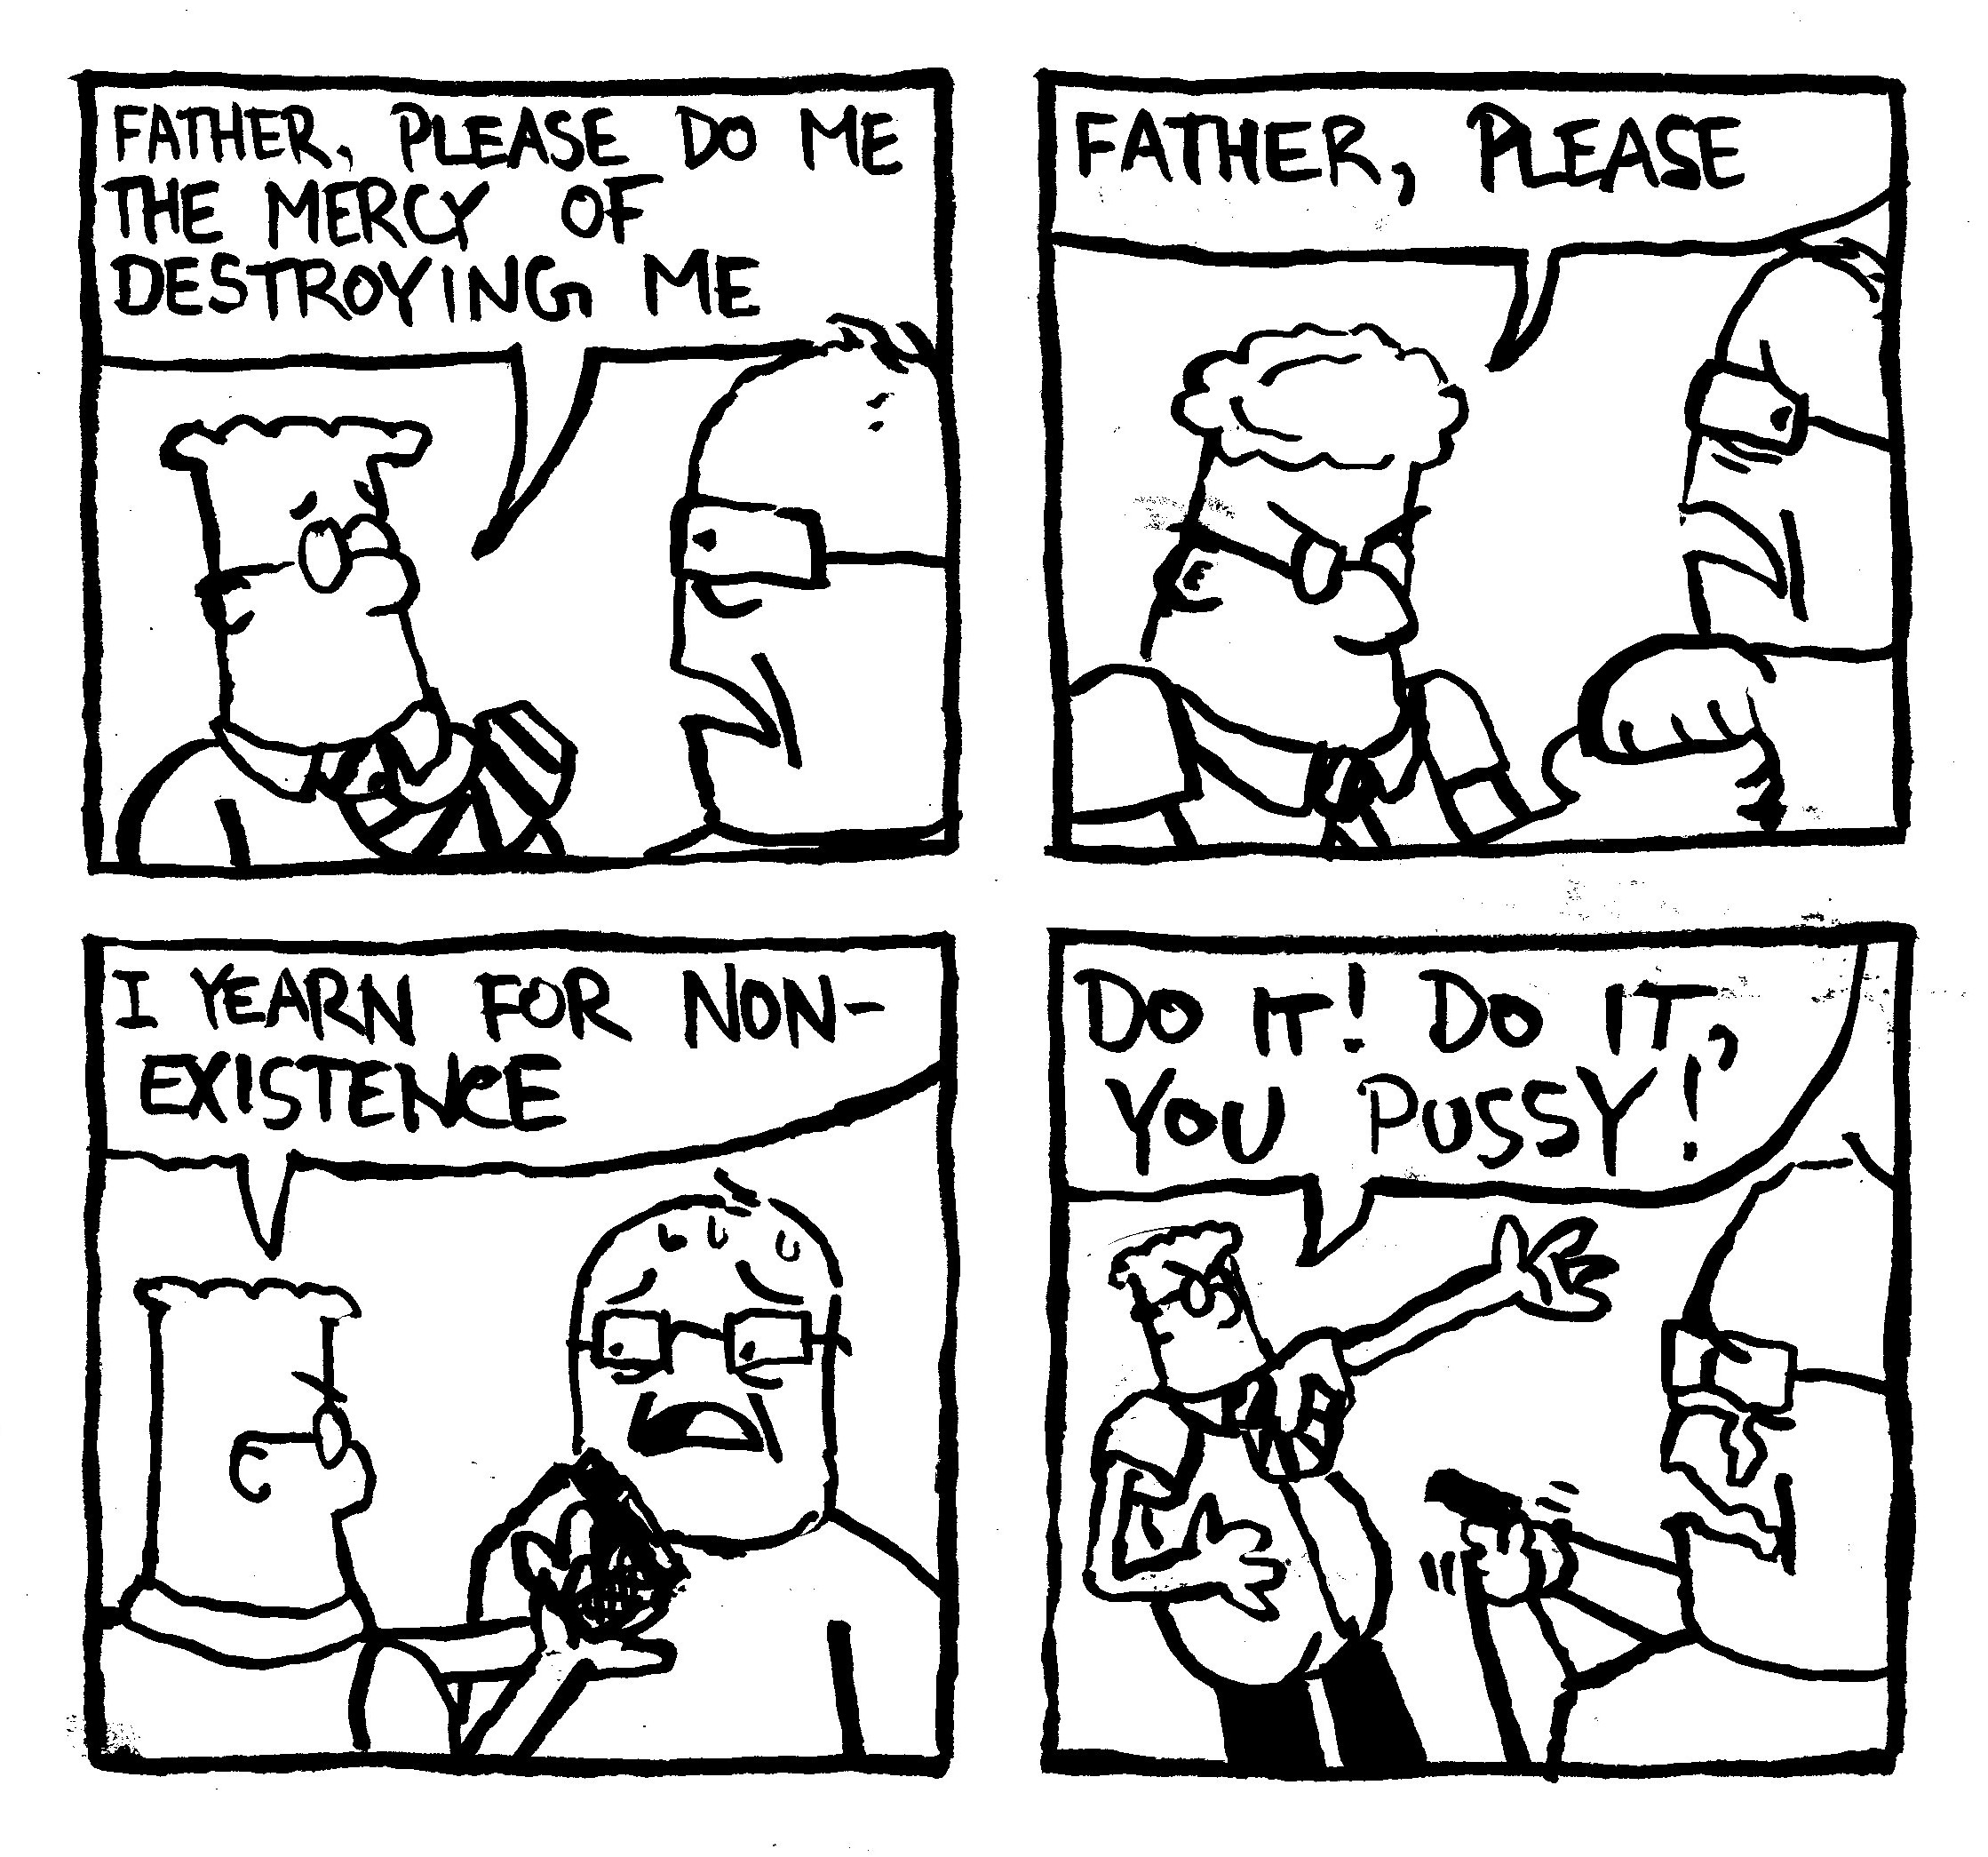 FATHER, PLEASE DO ME
THE MERCY OF
DESTROYING ME
FATHER, PLEASE
I YEARN FOR NON-
EXISTENCE
DO IT! DO IT,
YOU PUSSY!